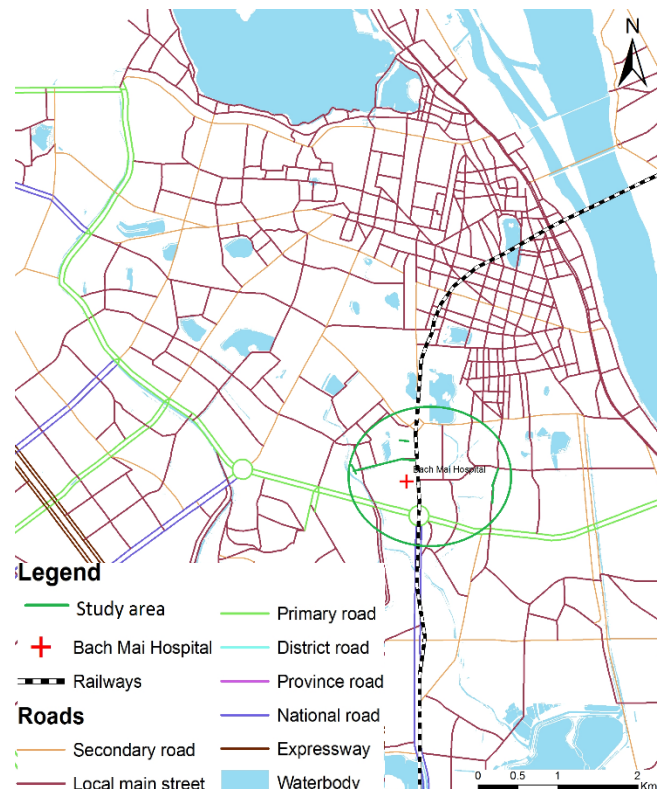 N
Bach Mai Hospital
Legend
Study area
Bach Mai Hospital
Railways
Roads
Secondary road
Local main street
Primary road
District road
Province road
National road
Expressway
Waterbody
0 0.5 1 2
Km